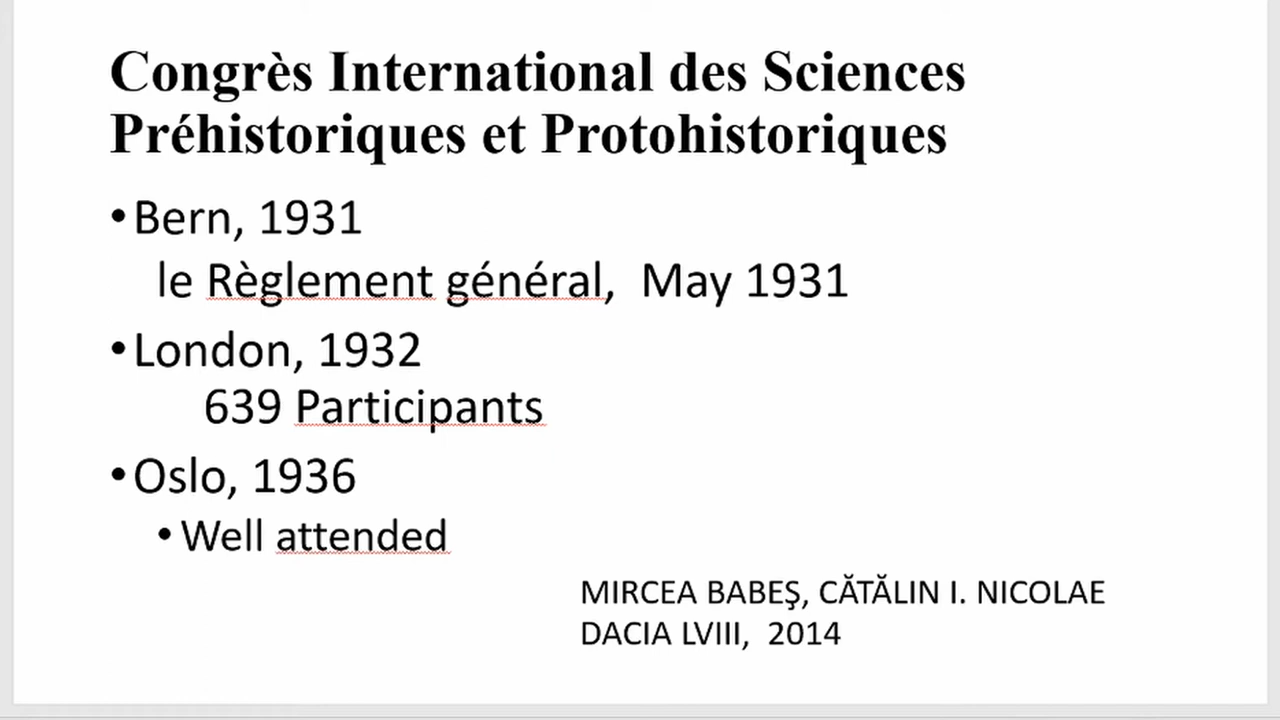 Congrès International des Sciences
Préhistoriques et Protohistoriques
•Bern, 1931
le Règlement général, May 1931
•London, 1932
639 Participants
•Oslo, 1936
•Well attended
MIRCEA BABEŞ, CĂTĂLIN I. NICOLAE
DACIA LVIII, 2014